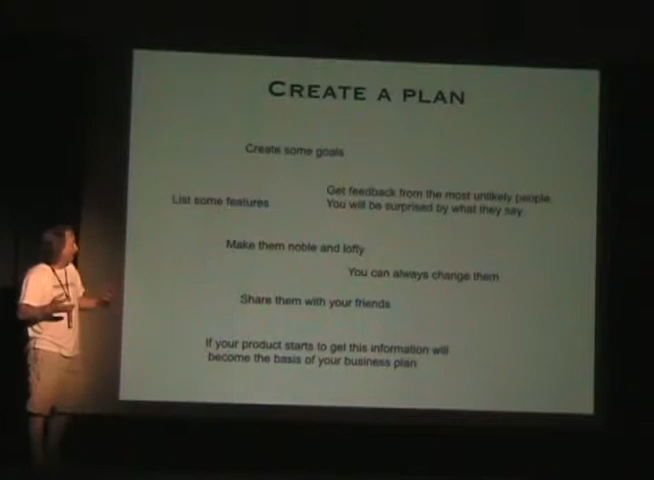 CREATE A PLAN
Create some goals
List some features
Get feedback from the most unlikely people.
You will be surprised by what they say
Make them noble and lofty
You can always change them
Share them with your friends
If your product starts to gel this information will
become the basis of your business plan